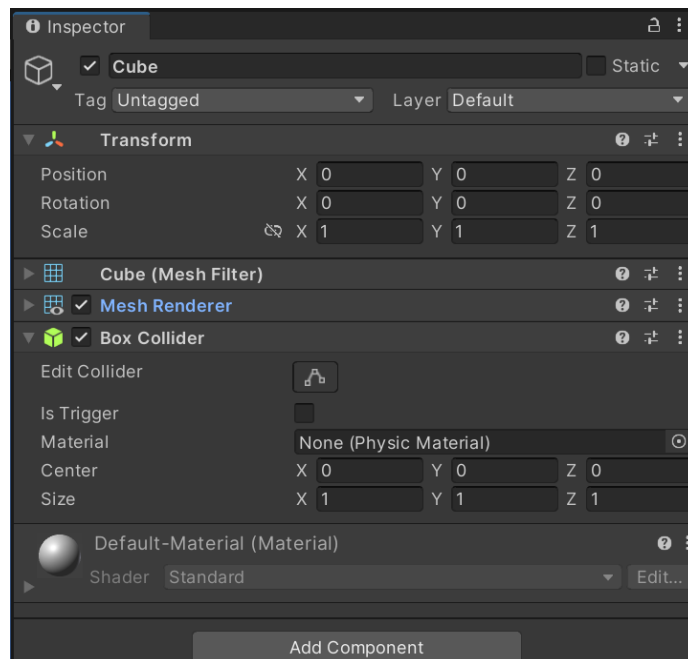 Inspector
Cube Static
Tag Untagged Layer Default
Transform
Position X 0 Y 0 Z 0
Rotation X 0 Y 0 Z 0
Scale X 1 Y 1 Z 1
Cube (Mesh Filter)
Mesh Renderer
Box Collider
Edit Collider
Is Trigger
Material None (Physic Material)
Center X 0 Y 0 Z 0
Size X 1 Y 1 Z 1
Default-Material (Material)
Shader Standard Edit...
Add Component